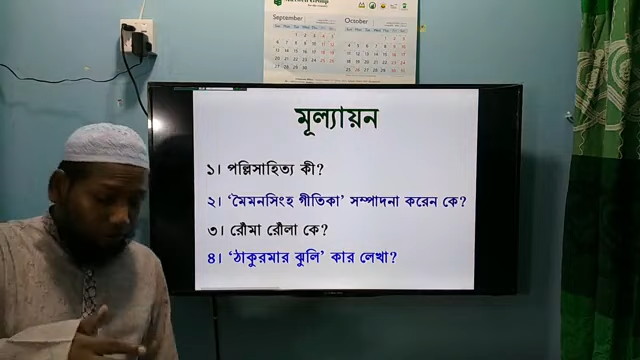 September October
মূল্যায়ন
১। পল্লিসাহিত্য কী?
২। ‘মৈমনসিংহ গীতিকা’ সম্পাদনা করেন কে?
৩। রৌমা রৌলা কে?
৪। ‘ঠাকুরমার ঝুলি’ কার লেখা?